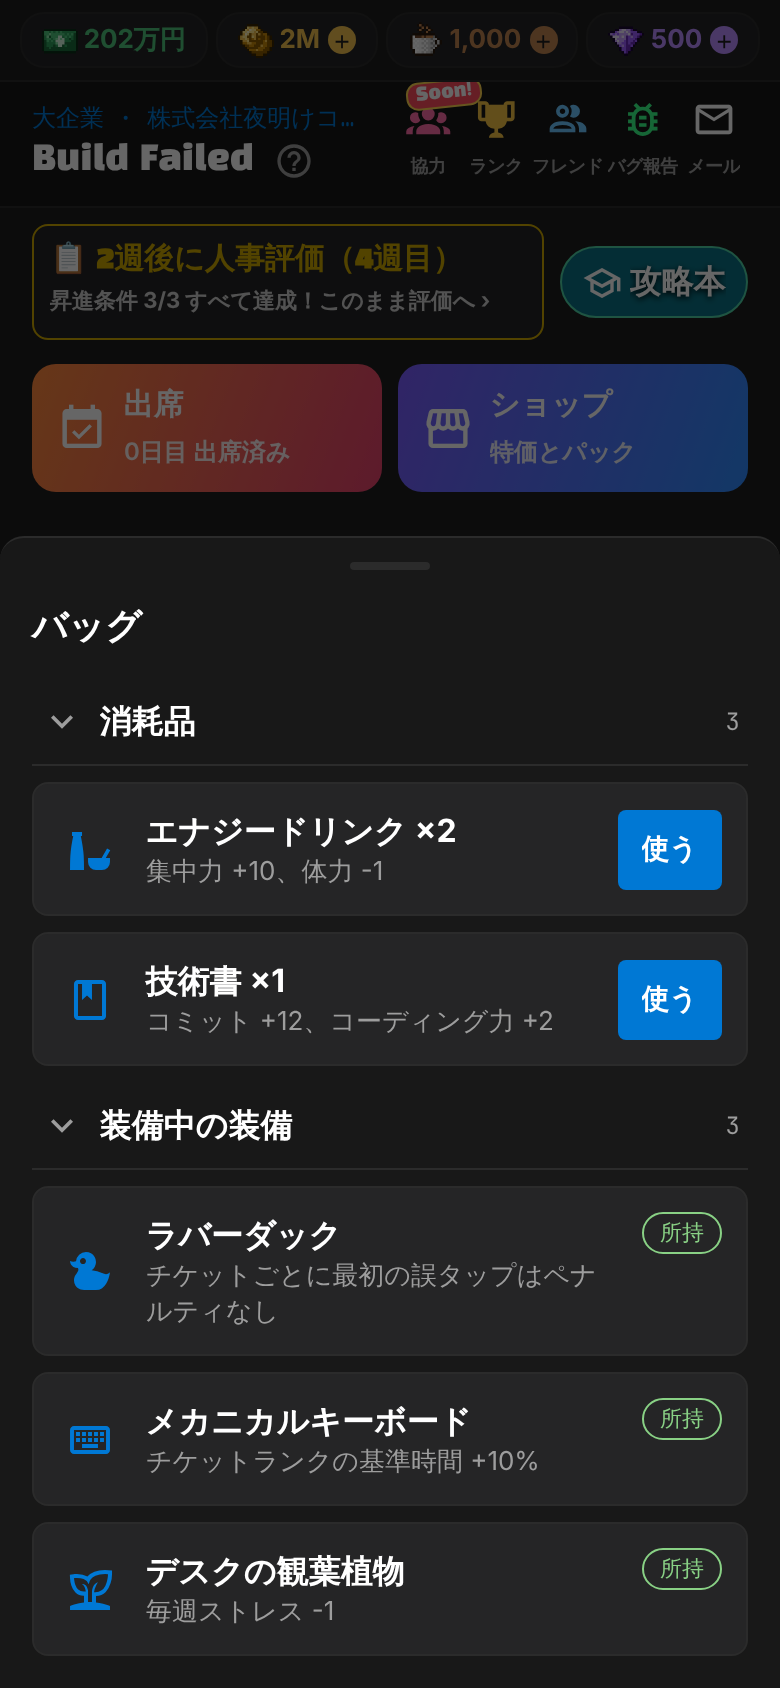 202万円 2M 1,000 500
大企業 ・ 株式会社夜明けコ…
Build Failed
Soon!
協力 ランク フレンド バグ報告 メール
2週後に人事評価（4週目）
昇進条件 3/3 すべて達成！このまま評価へ ›
攻略本
出席
0日目 出席済み
ショップ
特価とパック
バッグ
消耗品 3
エナジードリンク ×2
集中力 +10、体力 -1
使う
技術書 ×1
コミット +12、コーディング力 +2
使う
装備中の装備 3
ラバーダック
所持
チケットごとに最初の誤タップはペナ
ルティなし
メカニカルキーボード
所持
チケットランクの基準時間 +10%
デスクの観葉植物
所持
毎週ストレス -1